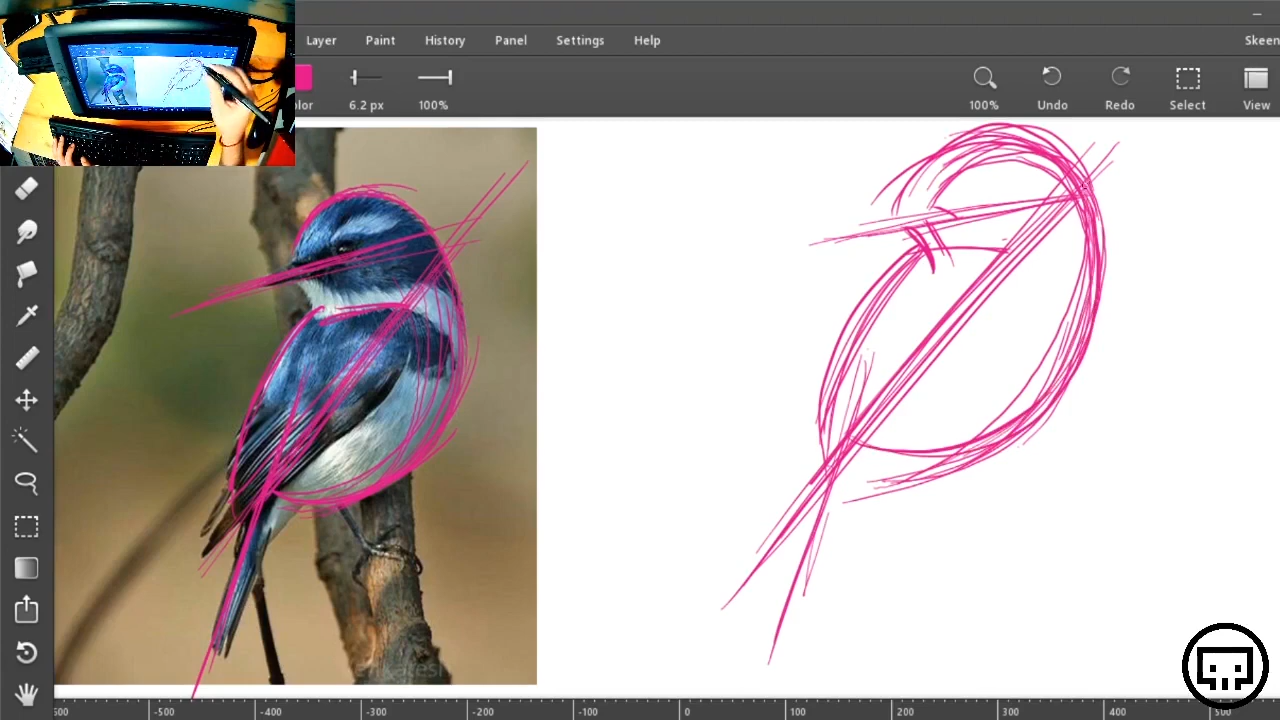 Layer Paint History Panel Settings Help
Skeen
olor 6.2 px 100% 100% Undo Redo Select View
600 -500 -400 -300 -200 -100 0 100 200 300 400 500